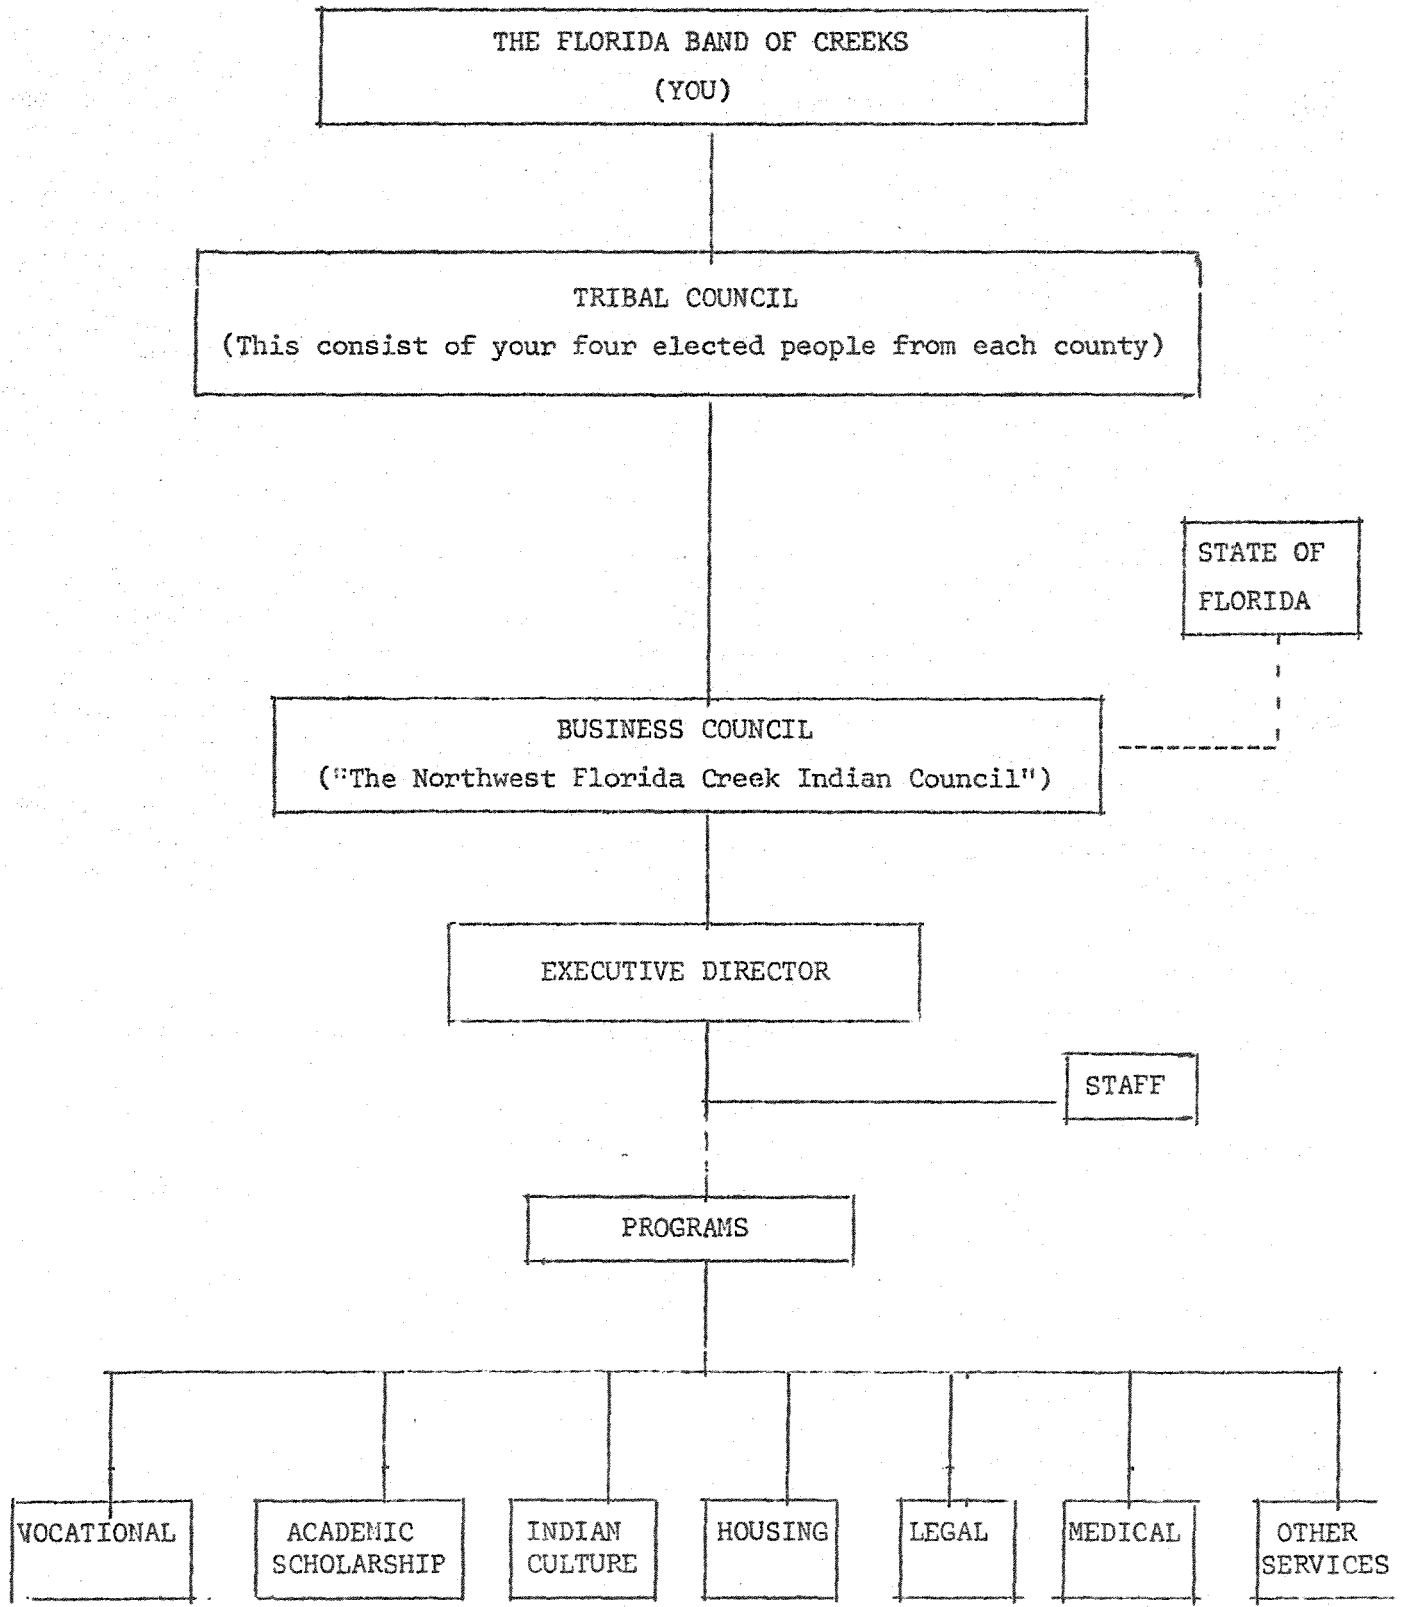 THE FLORIDA BAND OF CREEKS
(YOU)
TRIBAL COUNCIL
(This consist of your four elected people from each county)
STATE OF
FLORIDA
BUSINESS COUNCIL
("The Northwest Florida Creek Indian Council")
EXECUTIVE DIRECTOR
STAFF
PROGRAMS
VOCATIONAL
ACADEMIC
SCHOLARSHIP
INDIAN
CULTURE
HOUSING
LEGAL
MEDICAL
OTHER
SERVICES